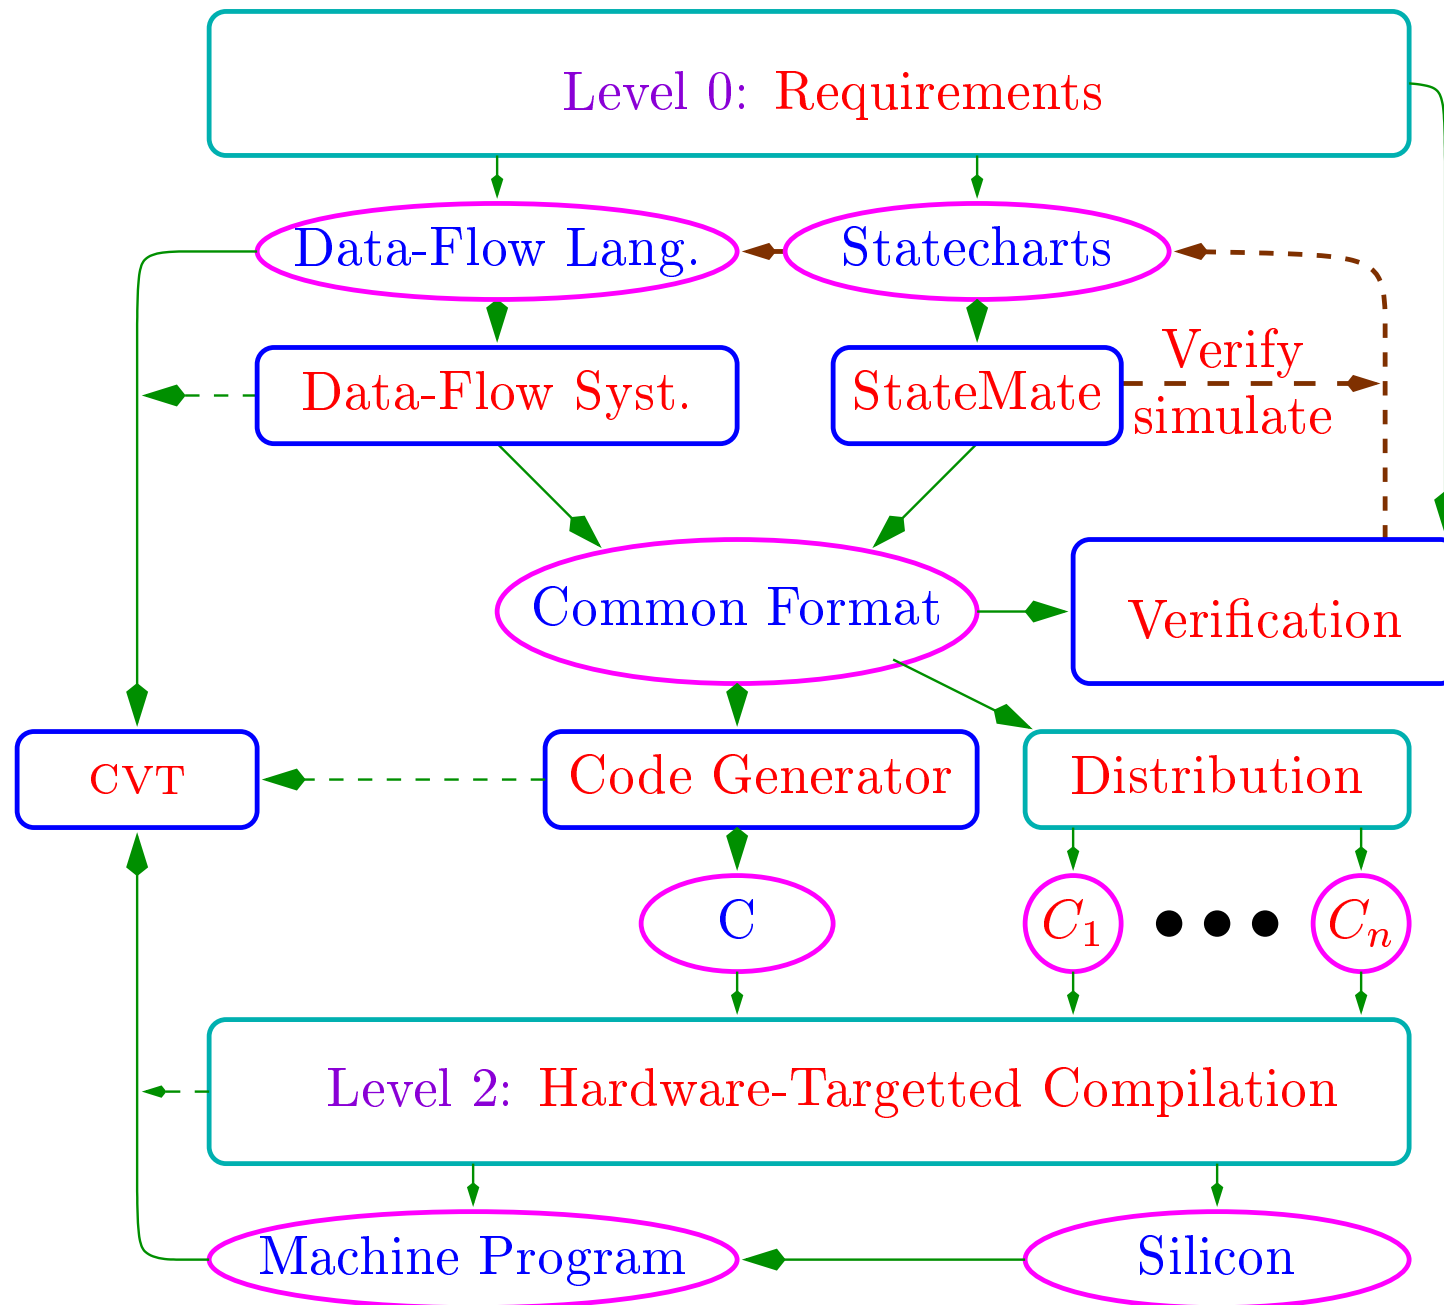 Level 0: Requirements
Data-Flow Lang.
Statecharts
Data-Flow Syst.
StateMate
Verify
simulate
Common Format
Verification
CVT
Code Generator
Distribution
C
C₁
Cₙ
Level 2: Hardware-Targetted Compilation
Machine Program
Silicon